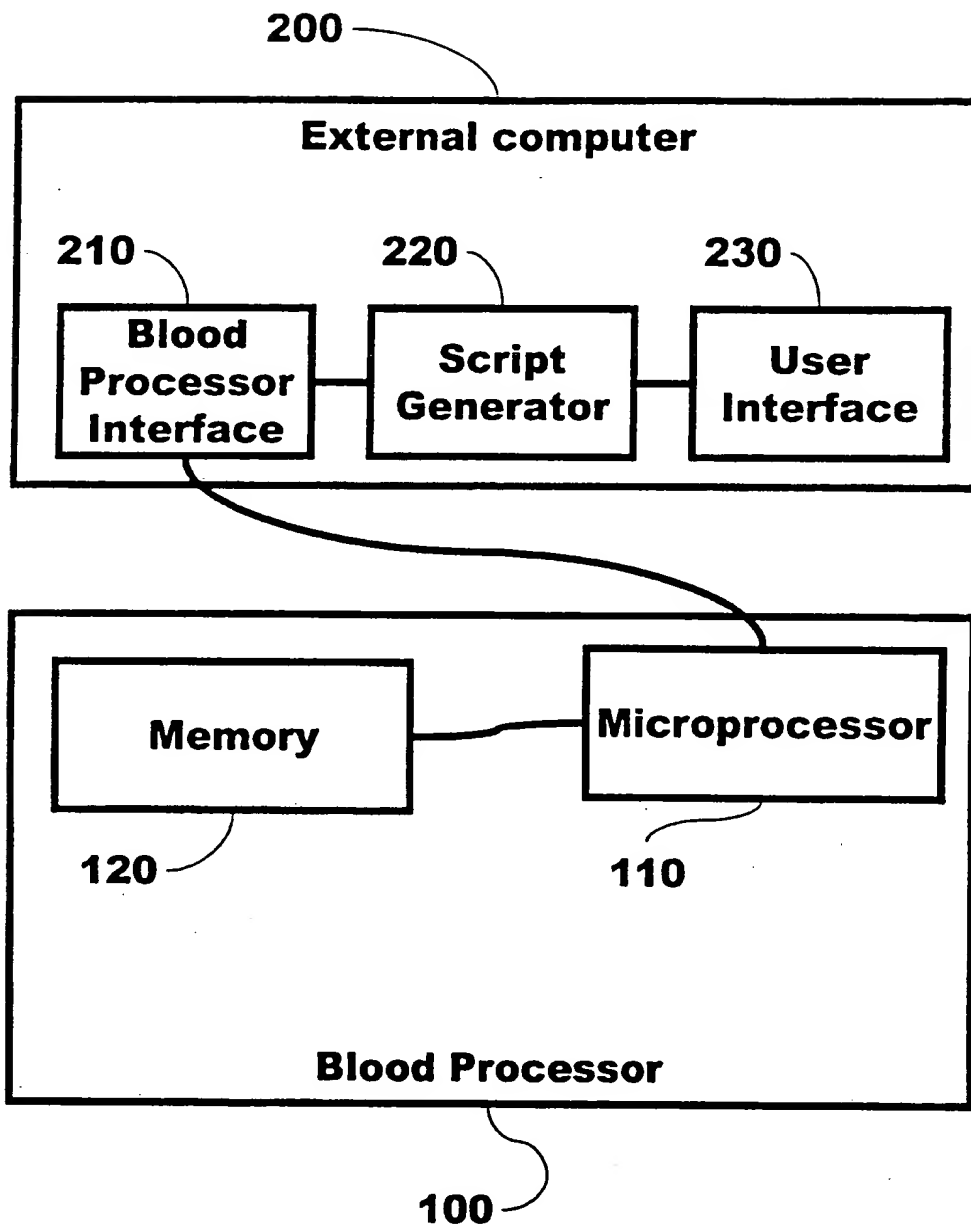 200
External computer
210
220
230
Blood
Processor
Interface
Script
Generator
User
Interface
Memory
Microprocessor
120
110
Blood Processor
100